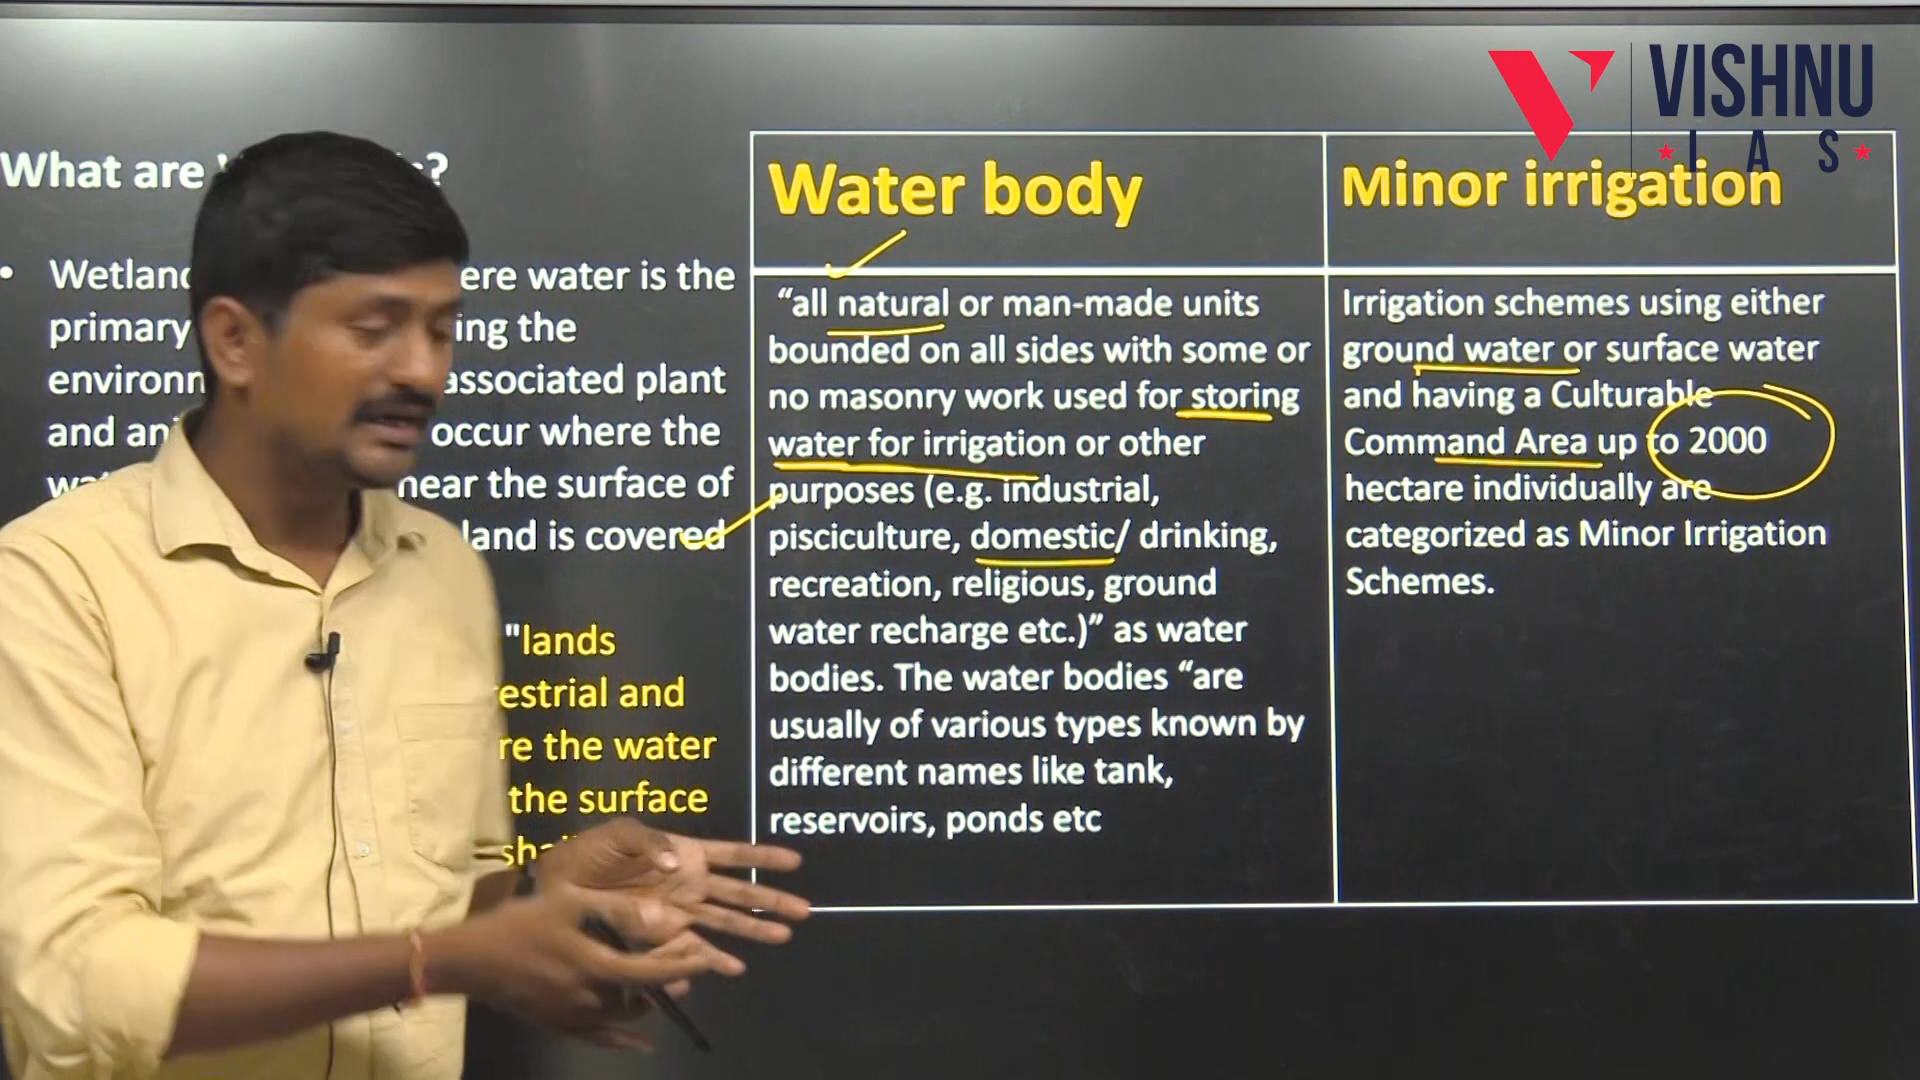 VISHNU
I A S
What are
?
• Wetlan ere water is the
primary ing the
environ associated plant
and an occur where the
near the surface of
land is covered
"lands
estrial and
re the water
the surface
Water body
"all natural or man-made units
bounded on all sides with some or
no masonry work used for storing
water for irrigation or other
purposes (e.g. industrial,
pisciculture, domestic/ drinking,
recreation, religious, ground
water recharge etc.)" as water
bodies. The water bodies "are
usually of various types known by
different names like tank,
reservoirs, ponds etc
Minor irrigation
Irrigation schemes using either
ground water or surface water
and having a Culturable
Command Area up to 2000
hectare individually are
categorized as Minor Irrigation
Schemes.